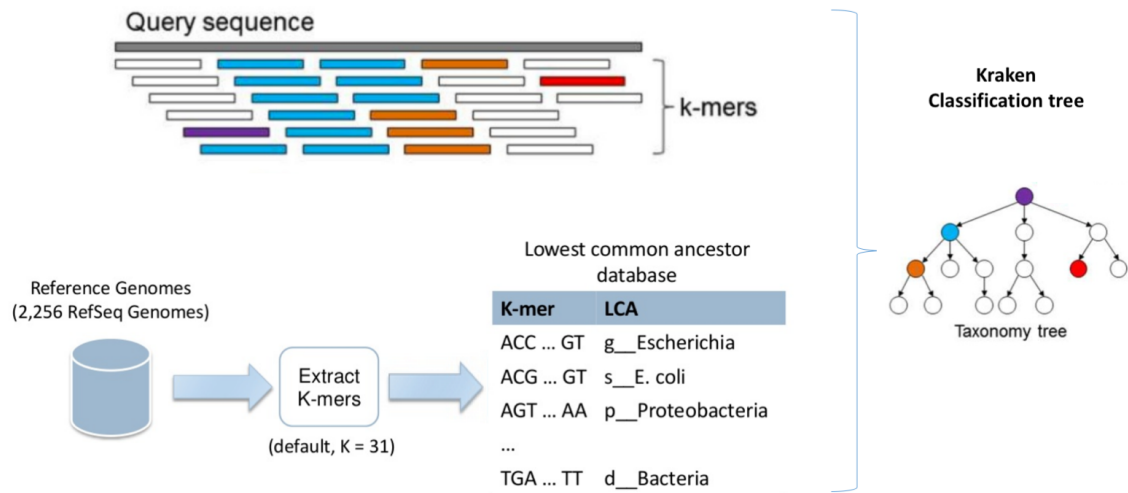 Query sequence
k-mers
Kraken
Classification tree
Taxonomy tree
Reference Genomes
(2,256 RefSeq Genomes)
Extract
K-mers
(default, K = 31)
Lowest common ancestor
database
K-mer LCA
ACC ... GT g__Escherichia
ACG ... GT s__E. coli
AGT ... AA p__Proteobacteria
...
TGA ... TT d__Bacteria